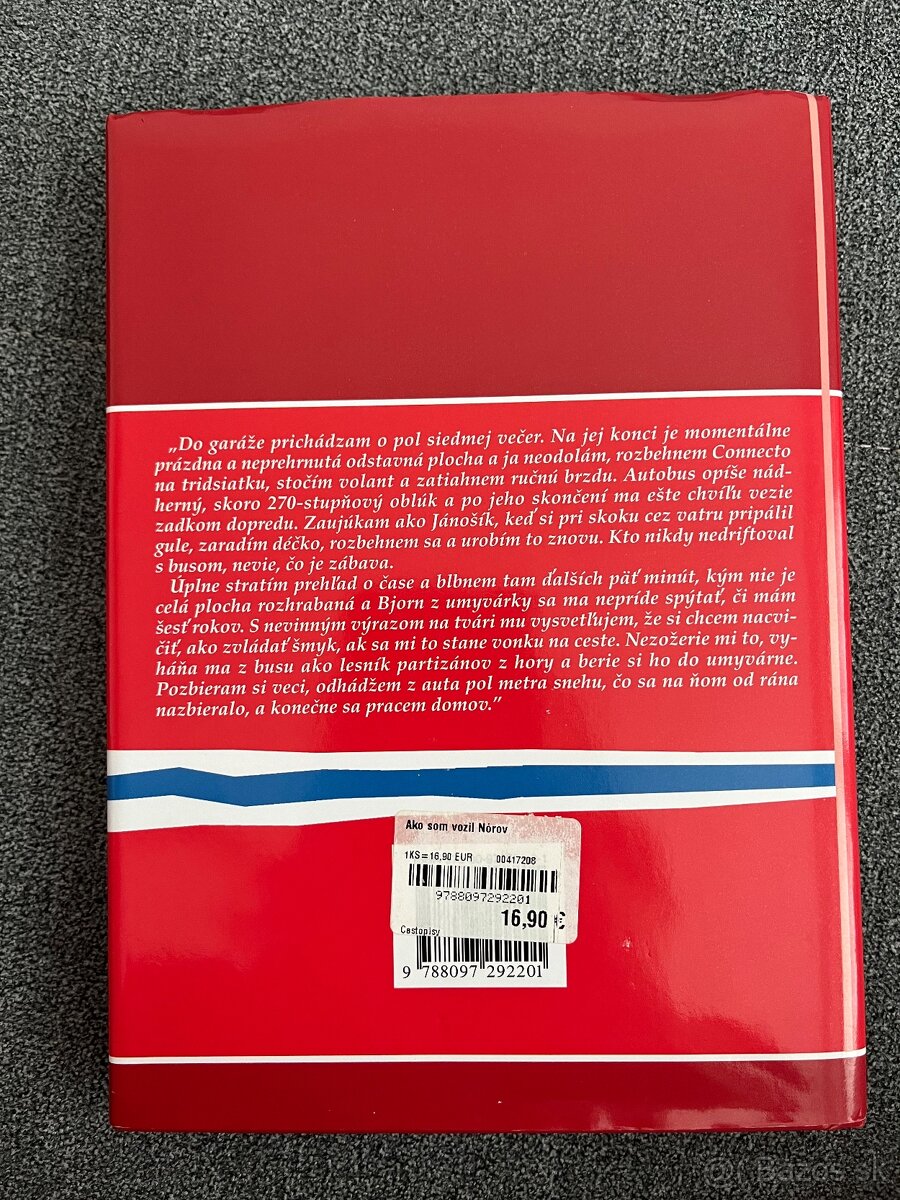 „Do garáže prichádzam o pol siedmej večer. Na jej konci je momentálne
prázdna a neprehrnutá odstavná plocha a ja neodolám, rozbehnem Connecto
na tridsiatku, stočím volant a zatiahnem ručnú brzdu. Autobus opíše nád-
herný, skoro 270-stupňový oblúk a po jeho skončení ma ešte chvíľu vezie
zadkom dopredu. Zaujúkam ako Jánošík, keď si pri skoku cez vatru pripálil
gule, zaradím déčko, rozbehnem sa a urobím to znovu. Kto nikdy nedriftoval
s busom, nevie, čo je zábava.
Úplne stratím prehľad o čase a blbnem tam ďalších päť minút, kým nie je
celá plocha rozhrabaná a Bjorn z umyvárky sa ma nepríde spýtať, či mám
šesť rokov. S nevinným výrazom na tvári mu vysvetľujem, že si chcem nacvi-
čiť, ako zvládať šmyk, ak sa mi to stane vonku na ceste. Nezožerie mi to, vy-
háňa ma z busu ako lesník partizánov z hory a berie si ho do umyvárne.
Pozbieram si veci, odhádžem z auta pol metra snehu, čo sa na ňom od rána
nazbieralo, a konečne sa pracem domov.”
Ako som vozil Nórov
1KS=16,90 EUR 00417208
9788097292201
16,90 €
Cestopisy
9 788097 292201
Bazos.sk